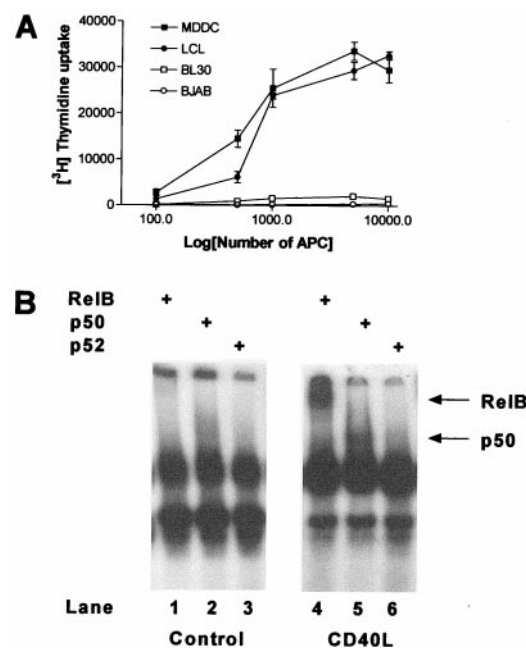 A
MDDC
LCL
BL30
BJAB
40000
30000
20000
10000
0
[³H] Thymidine uptake
100.0 1000.0 10000.0
Log[Number of APC]
B
RelB + +
p50 + +
p52 + +
RelB
p50
Lane 1 2 3 4 5 6
Control CD40L